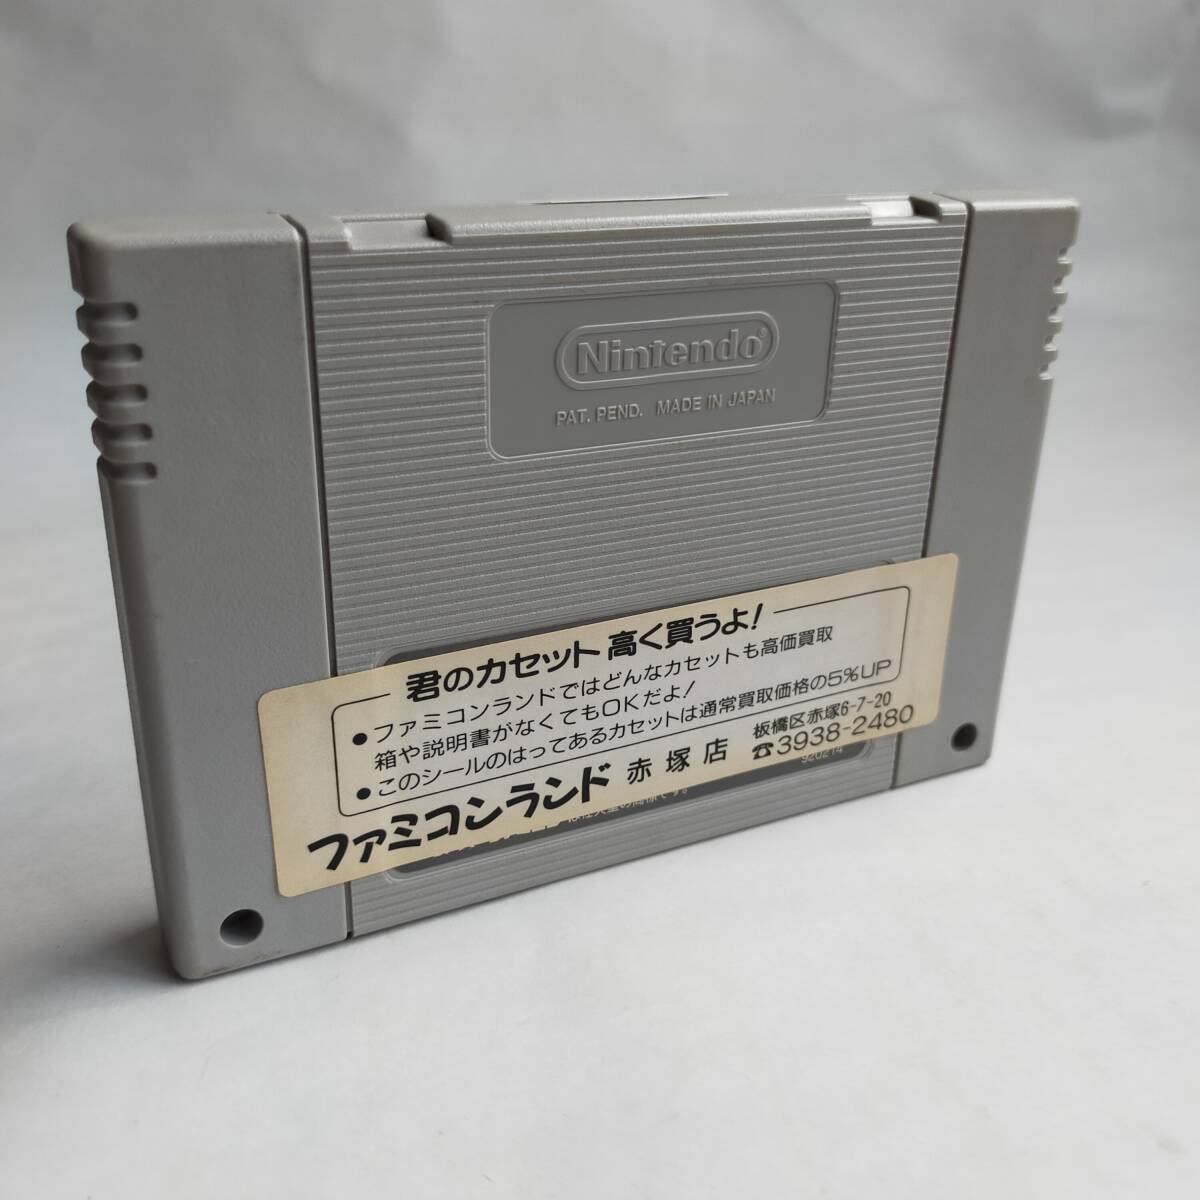 Nintendo®
PAT. PEND. MADE IN JAPAN
君のカセット高く買うよ!
●ファミコンランドではどんなカセットも高価買取
箱や説明書がなくてもOKだよ!
●このシールのはってあるカセットは通常買取価格の5%UP
ファミコンランド 赤塚店
板橋区赤塚6-7-20
☎3938-2480
920214